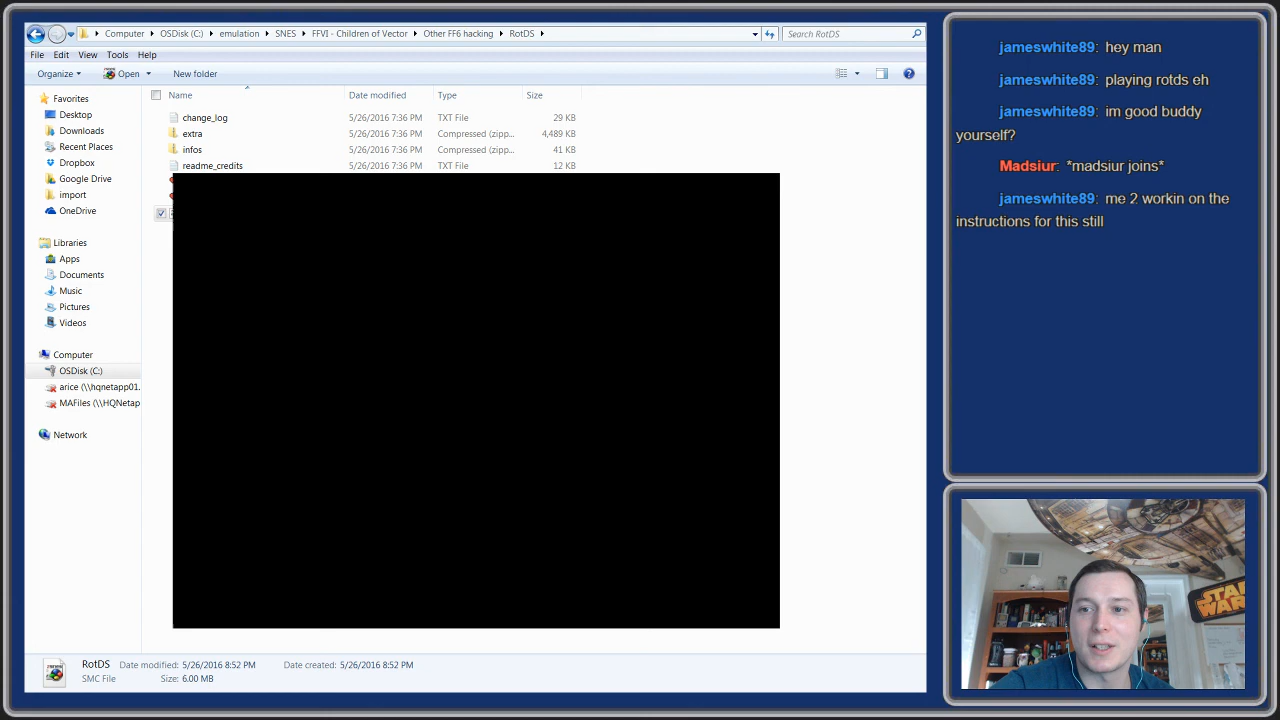 Computer OSDisk (C:) emulation SNES FFVI - Children of Vector Other FF6 hacking RotDS Search RotDS
File Edit View Tools Help
Organize Open New folder
Name Date modified Type Size
change_log 5/26/2016 7:36 PM TXT File 29 KB
extra 5/26/2016 7:36 PM Compressed (zipp... 4,489 KB
infos 5/26/2016 7:36 PM Compressed (zipp... 41 KB
readme_credits 5/26/2016 7:36 PM TXT File 12 KB
Favorites
Desktop
Downloads
Recent Places
Dropbox
Google Drive
import
OneDrive
Libraries
Apps
Documents
Music
Pictures
Videos
Computer
OSDisk (C:)
arice (\\hqnetapp01.
MAFiles (\\HQNetap
Network
RotDS Date modified: 5/26/2016 8:52 PM Date created: 5/26/2016 8:52 PM
SMC File Size: 6.00 MB
jameswhite89: hey man
jameswhite89: playing rotds eh
jameswhite89: im good buddy
yourself?
Madsiur: *madsiur joins*
jameswhite89: me 2 workin on the
instructions for this still
STAR
WARS